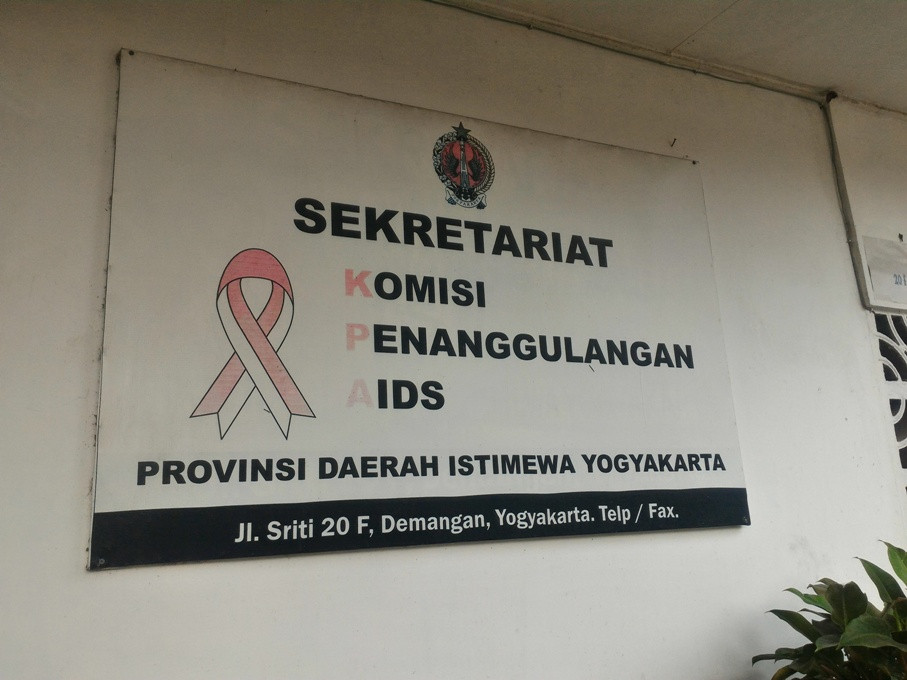 SEKRETARIAT
KOMISI
PENANGGULANGAN
AIDS
PROVINSI DAERAH ISTIMEWA YOGYAKARTA
Jl. Sriti 20 F, Demangan, Yogyakarta. Telp / Fax.